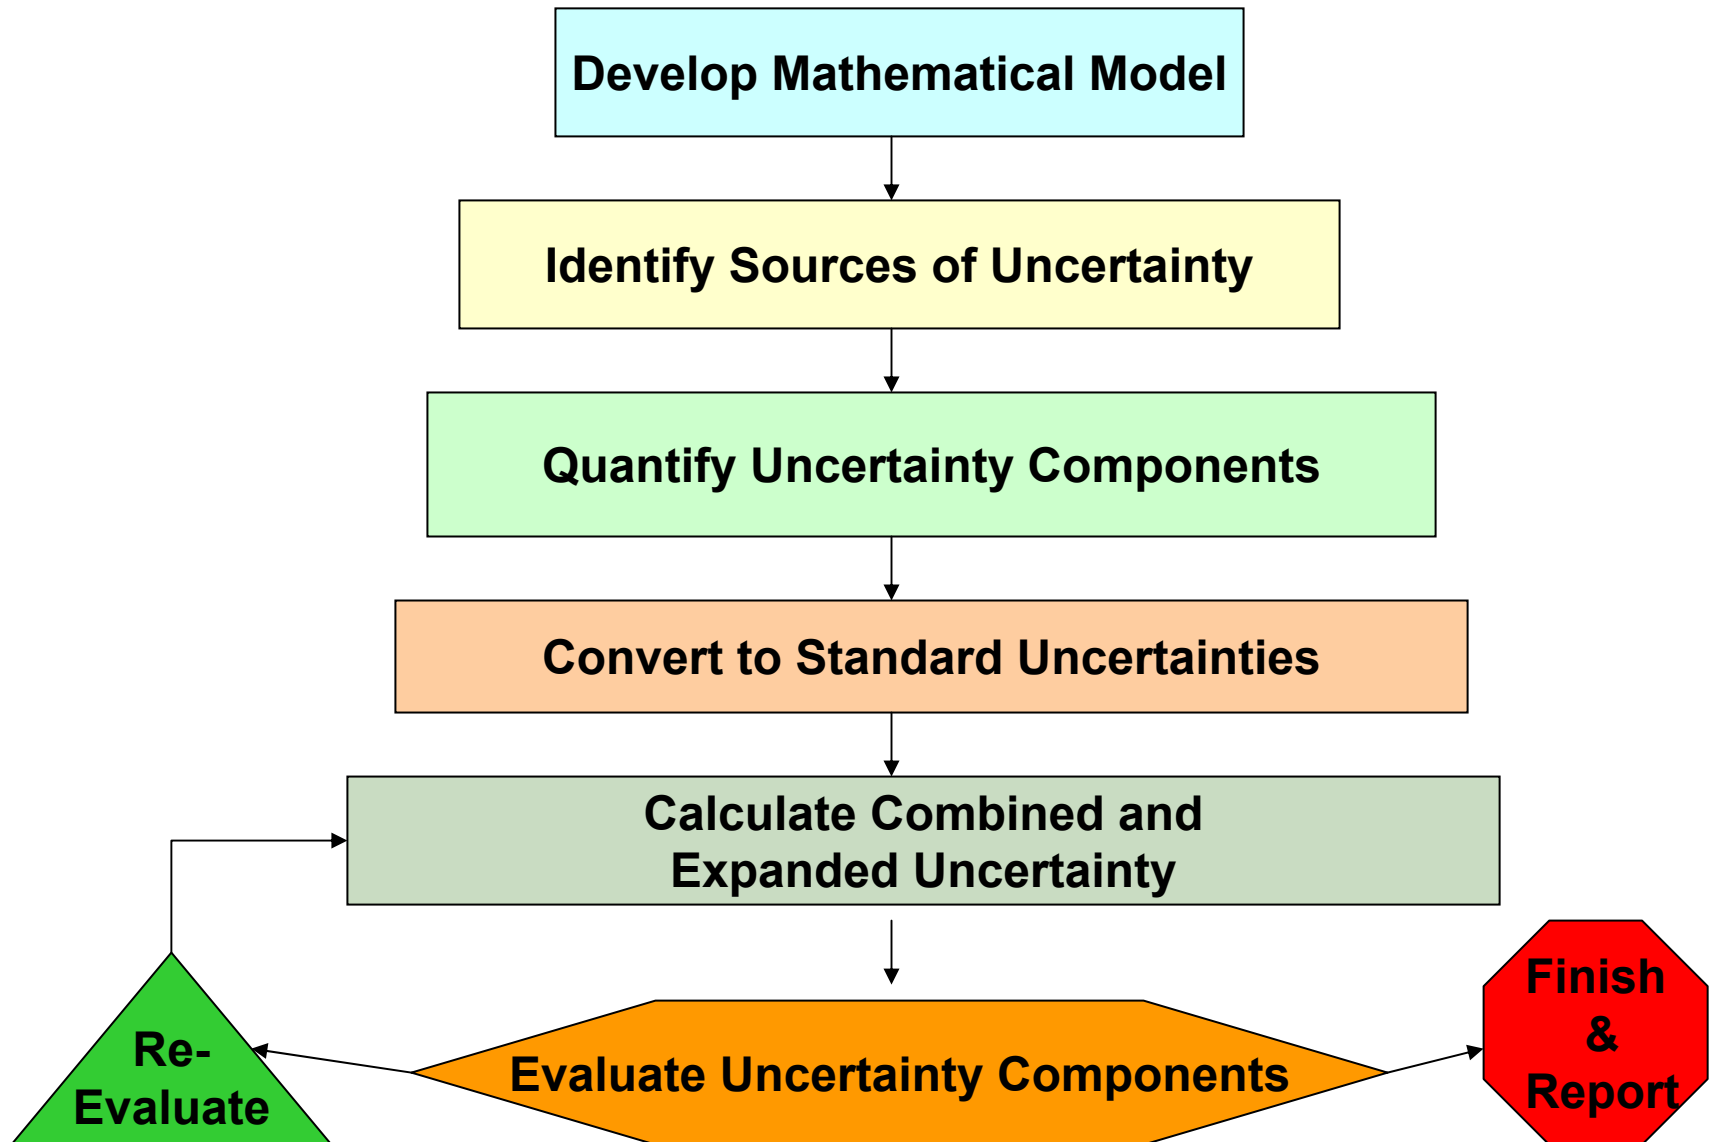 Develop Mathematical Model
Identify Sources of Uncertainty
Quantify Uncertainty Components
Convert to Standard Uncertainties
Calculate Combined and
Expanded Uncertainty
Re-
Evaluate
Evaluate Uncertainty Components
Finish
&
Report